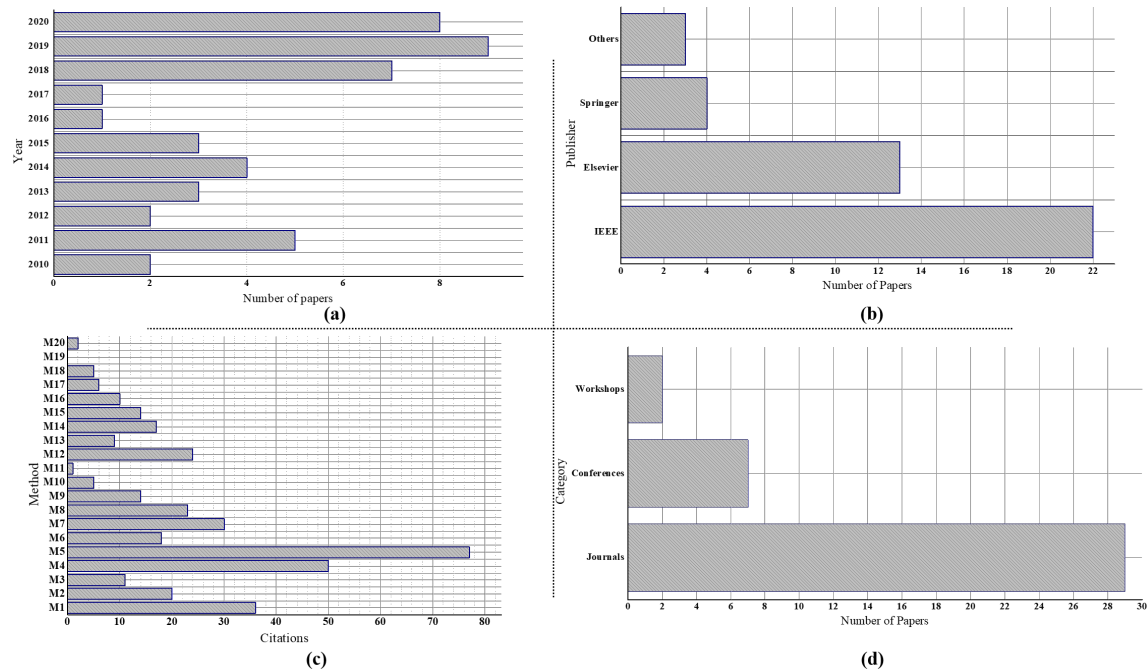 2020
2019
2018
2017
2016
2015
2014
2013
2012
2011
2010
Year
0 2 4 6 8
Number of papers
(a)
Others
Springer
Elsevier
IEEE
Publisher
0 2 4 6 8 10 12 14 16 18 20 22
Number of Papers
(b)
M20
M19
M18
M17
M16
M15
M14
M13
M12
M11
M10
M9
M8
M7
M6
M5
M4
M3
M2
M1
Method
0 10 20 30 40 50 60 70 80
Citations
(c)
Workshops
Conferences
Journals
Category
0 2 4 6 8 10 12 14 16 18 20 22 24 26 28 30
Number of Papers
(d)